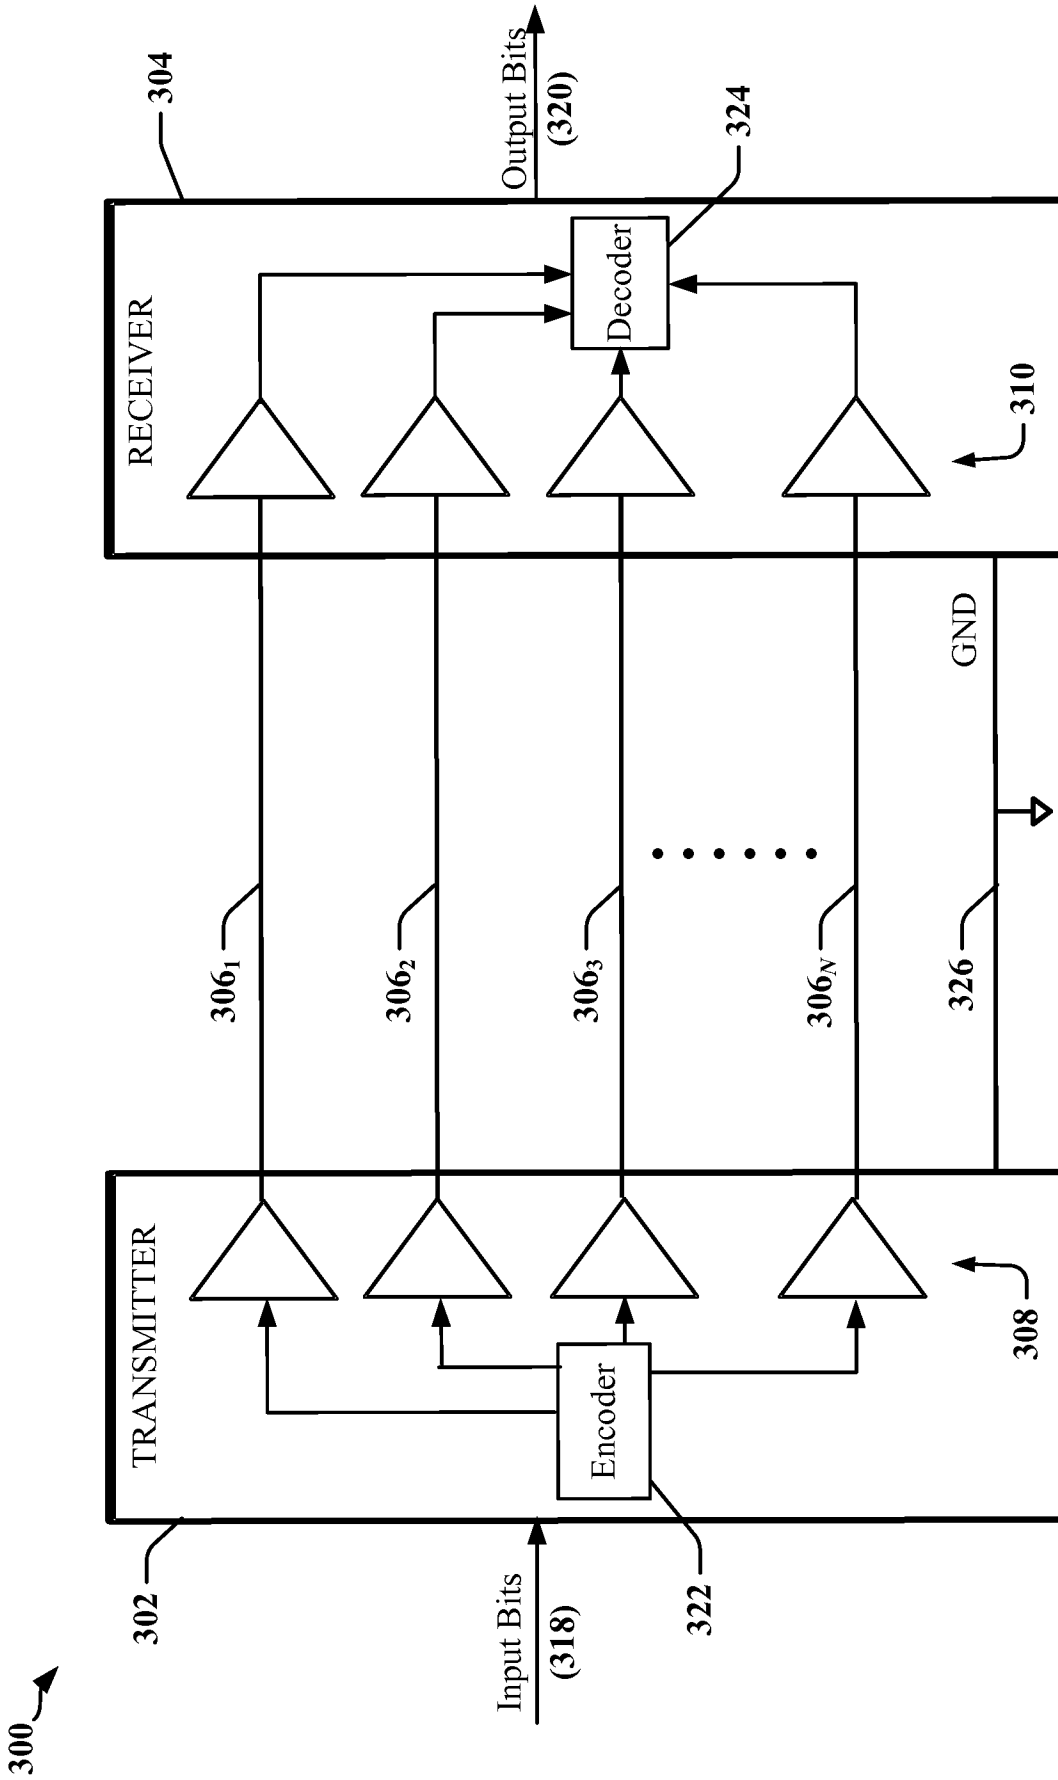 300
302
TRANSMITTER
Input Bits
(318)
Encoder
322
308
306₁
306₂
306₃
306N
326
GND
304
RECEIVER
Decoder
324
310
Output Bits
(320)